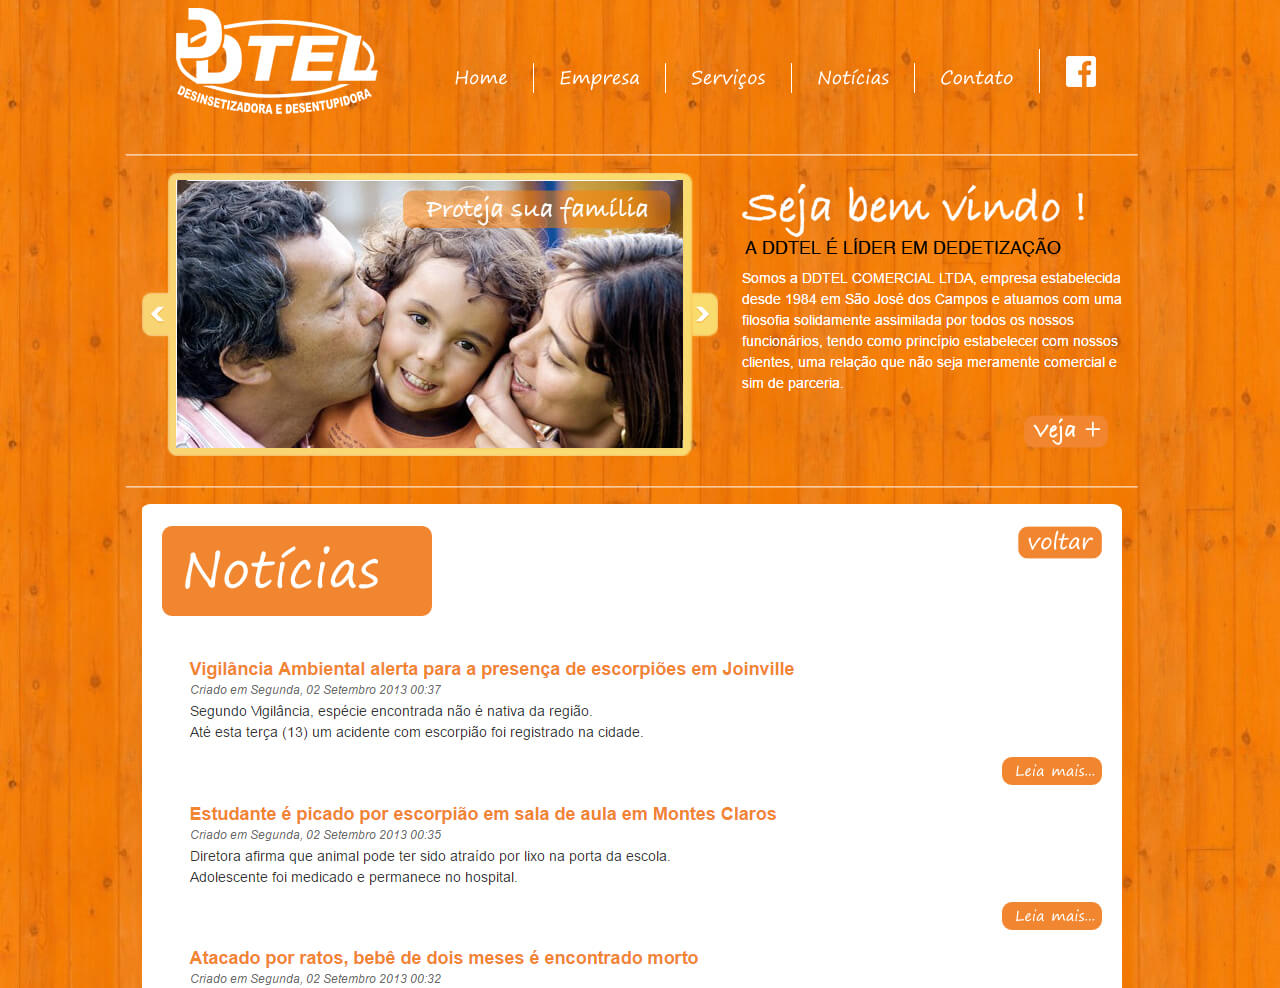 DDTEL
DESINSETIZADORA E DESENTUPIDORA
Home
Empresa
Serviços
Notícias
Contato
Proteja sua família
Seja bem vindo !
A DDTEL É LÍDER EM DEDETIZAÇÃO
Somos a DDTEL COMERCIAL LTDA, empresa estabelecida
desde 1984 em São José dos Campos e atuamos com uma
filosofia solidamente assimilada por todos os nossos
funcionários, tendo como princípio estabelecer com nossos
clientes, uma relação que não seja meramente comercial e
sim de parceria.
Veja +
Notícias
voltar
Vigilância Ambiental alerta para a presença de escorpiões em Joinville
Criado em Segunda, 02 Setembro 2013 00:37
Segundo Vigilância, espécie encontrada não é nativa da região.
Até esta terça (13) um acidente com escorpião foi registrado na cidade.
Leia mais...
Estudante é picado por escorpião em sala de aula em Montes Claros
Criado em Segunda, 02 Setembro 2013 00:35
Diretora afirma que animal pode ter sido atraído por lixo na porta da escola.
Adolescente foi medicado e permanece no hospital.
Leia mais...
Atacado por ratos, bebê de dois meses é encontrado morto
Criado em Segunda, 02 Setembro 2013 00:32